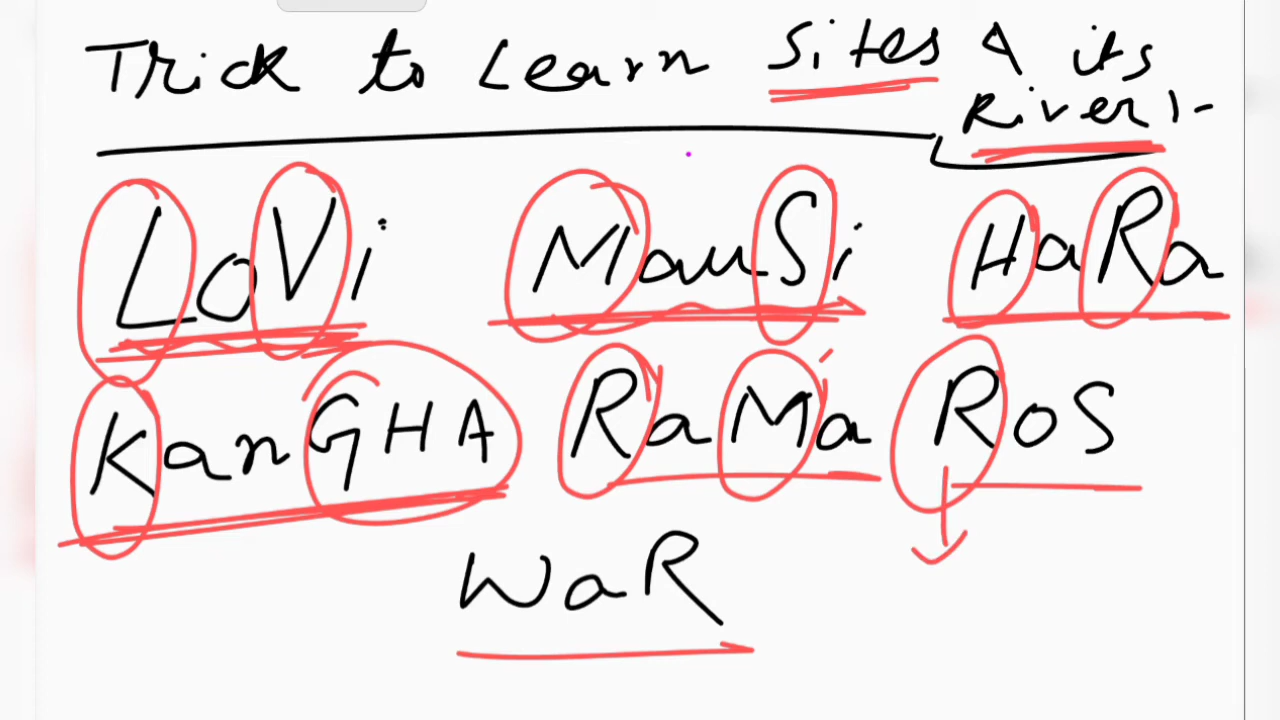 Trick to Learn Sites & its
River :-
LoVi MauSi HaRa
KanGHA RaMa RoS
WaR